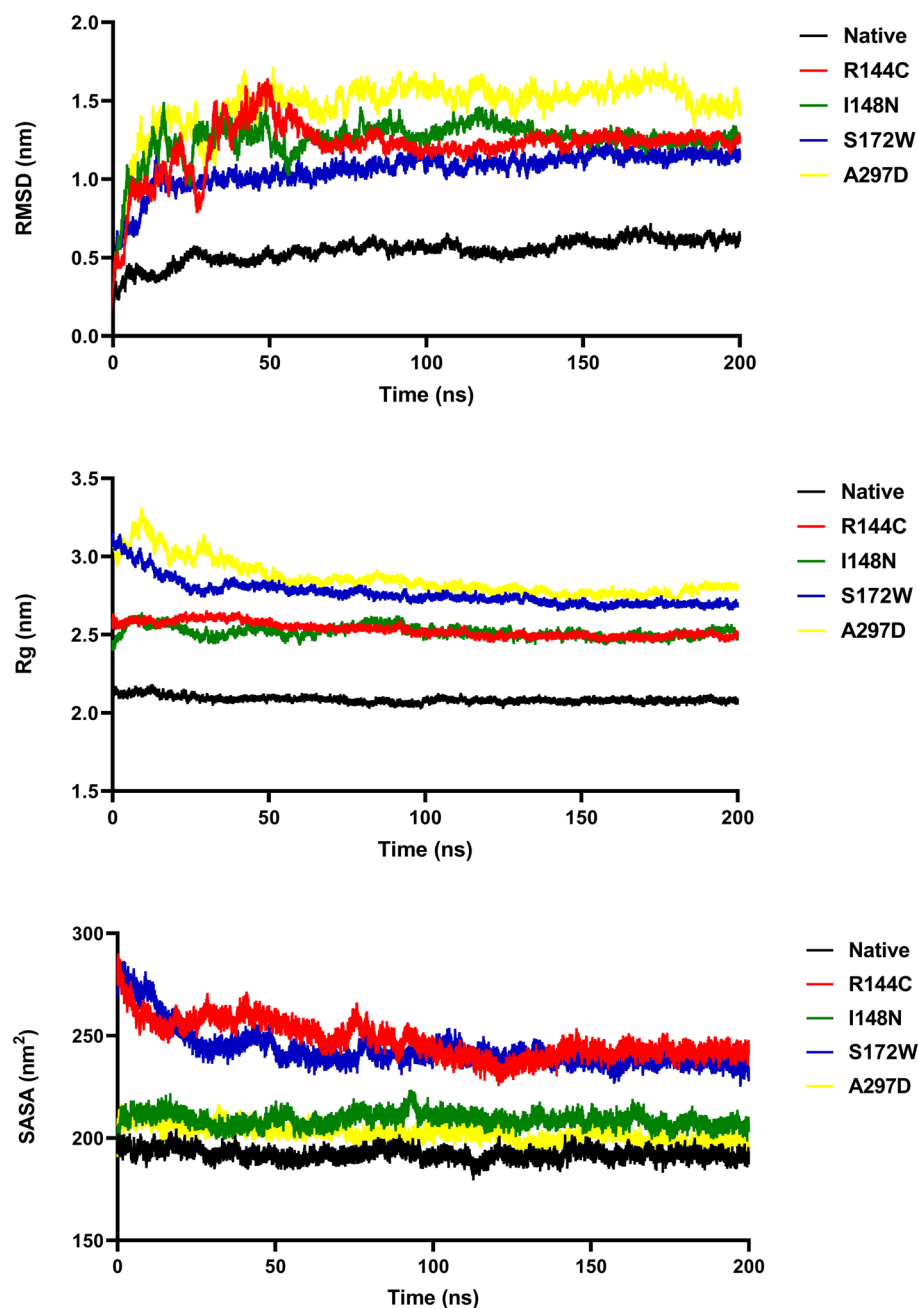 2.0
1.5
1.0
0.5
0.0
RMSD (nm)
0 50 100 150 200
Time (ns)
Native
R144C
I148N
S172W
A297D
3.5
3.0
2.5
2.0
1.5
Rg (nm)
0 50 100 150 200
Time (ns)
Native
R144C
I148N
S172W
A297D
300
250
200
150
SASA (nm²)
0 50 100 150 200
Time (ns)
Native
R144C
I148N
S172W
A297D